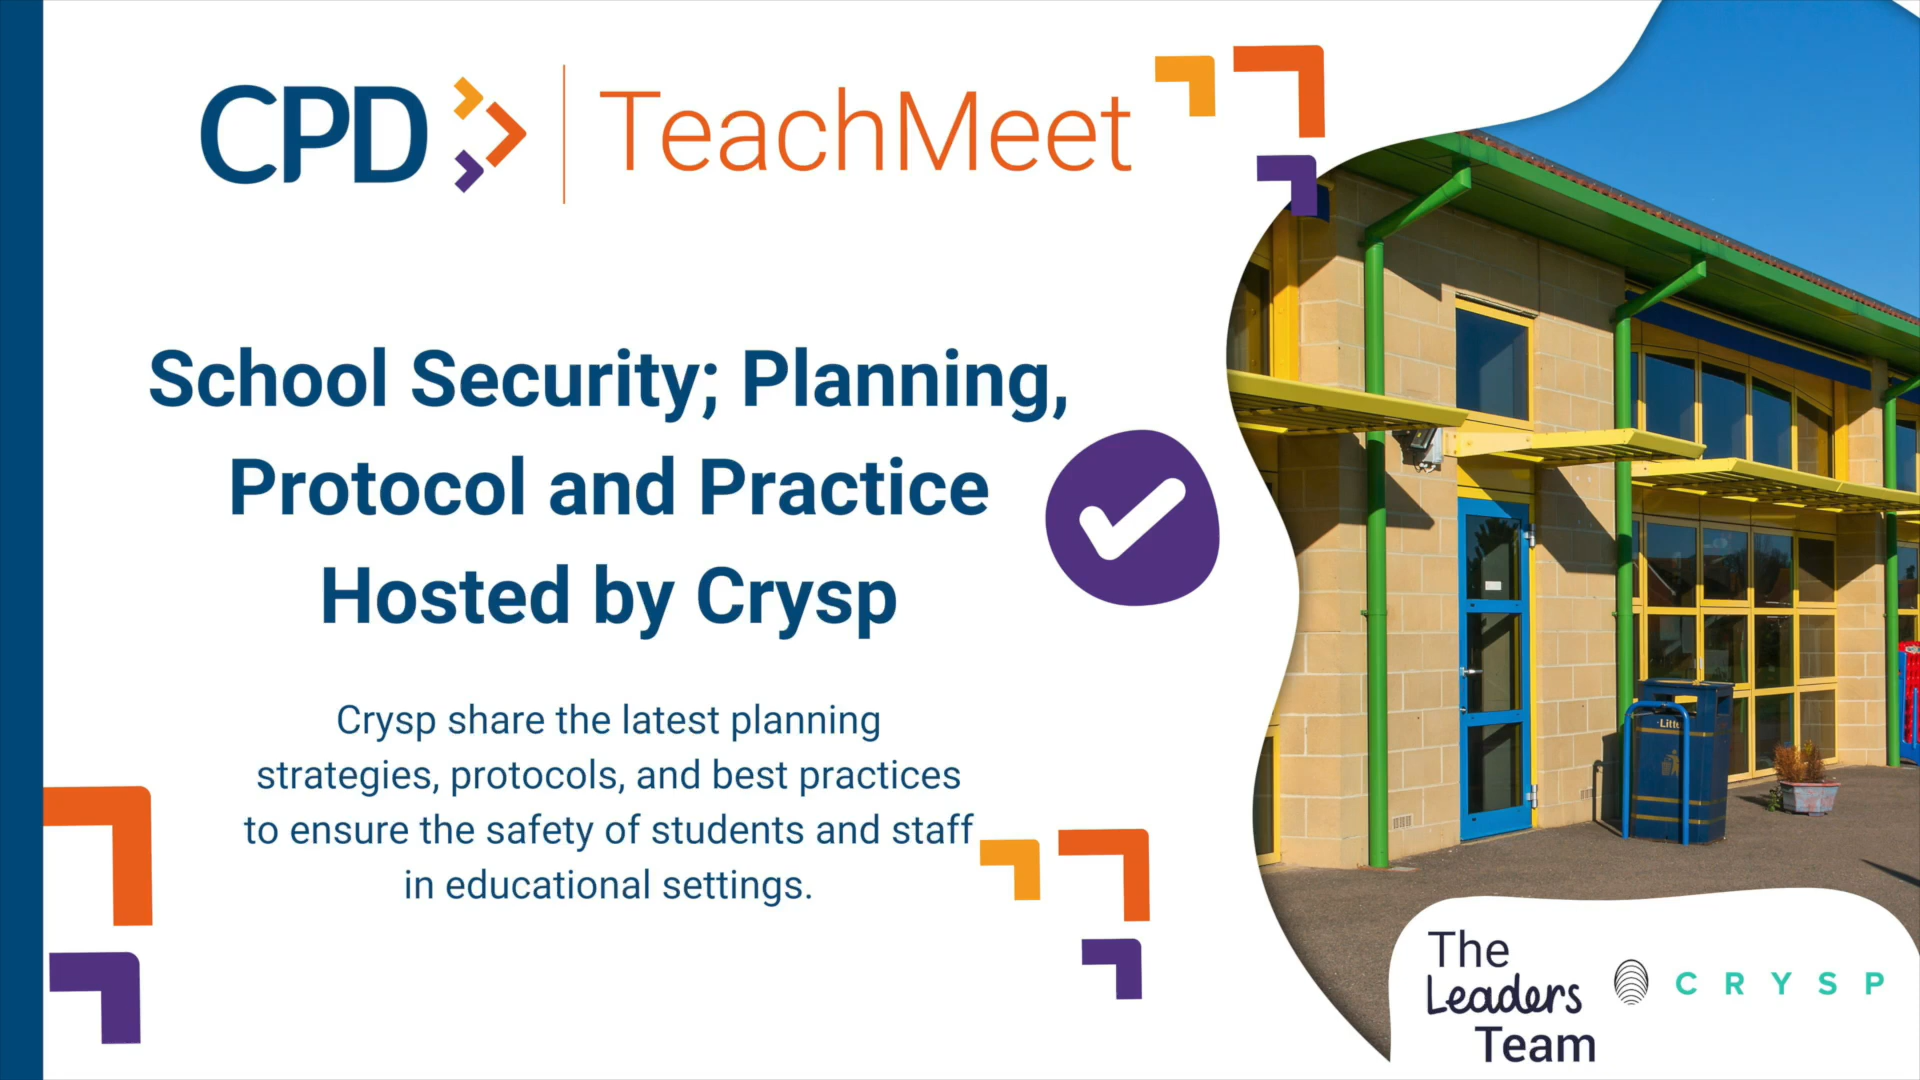 CPD
TeachMeet
School Security; Planning,
Protocol and Practice
Hosted by Crysp
Crysp share the latest planning
strategies, protocols, and best practices
to ensure the safety of students and staff
in educational settings.
The
Leaders
Team
CRYSP